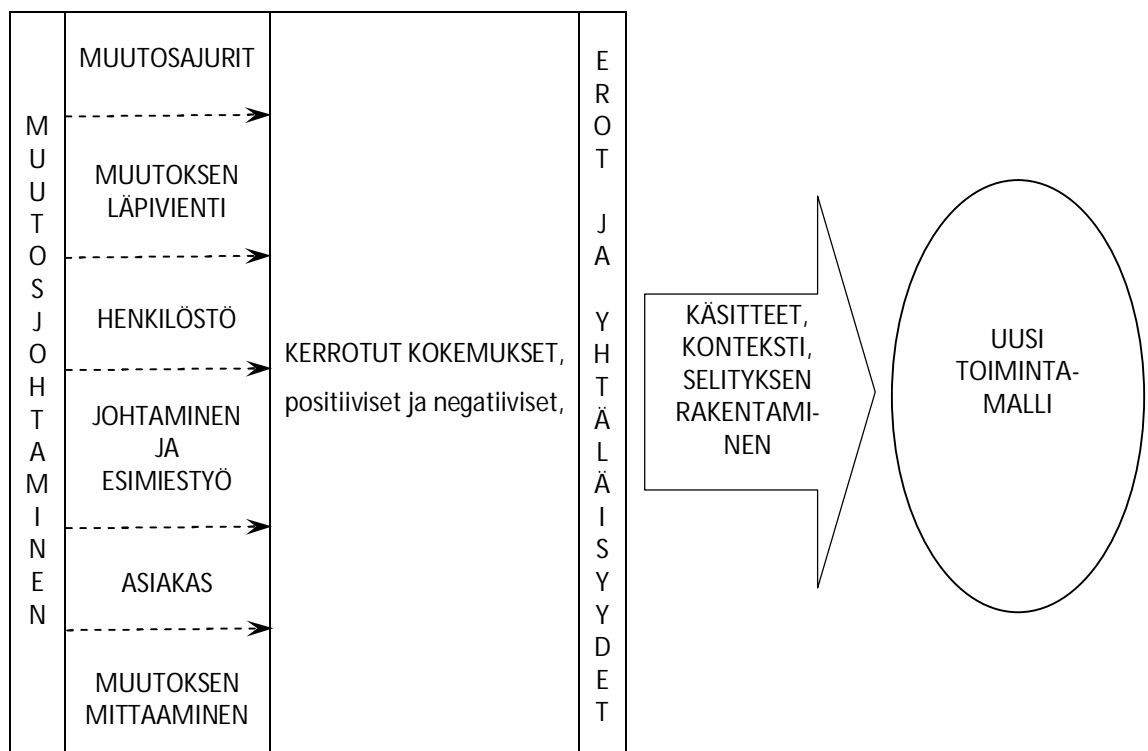 MUUTOSJOHTAMINEN
MUUTOSAJURIT
MUUTOKSEN
LÄPIVIENTI
HENKILÖSTÖ
JOHTAMINEN
JA
ESIMIESTYÖ
ASIAKAS
MUUTOKSEN
MITTAAMINEN
KERROTUT KOKEMUKSET,
positiiviset ja negatiiviset,
EROT JA YHTÄLÄISYYDET
KÄSITTEET,
KONTEKSTI,
SELITYKSEN
RAKENTAMI-
NEN
UUSI
TOIMINTA-
MALLI